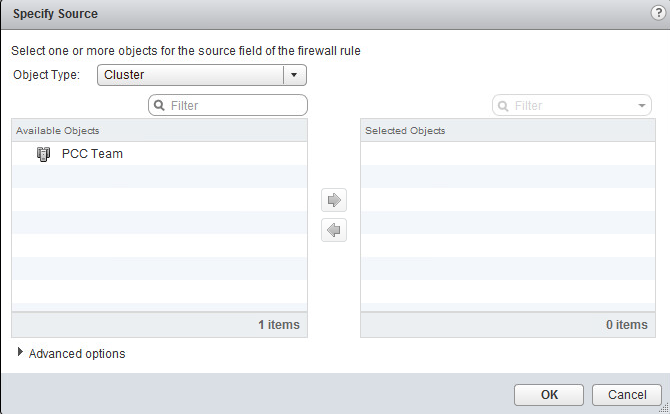 Specify Source
?
Select one or more objects for the source field of the firewall rule
Object Type: Cluster
Filter
Filter
Available Objects
Selected Objects
PCC Team
1 items
0 items
Advanced options
OK
Cancel